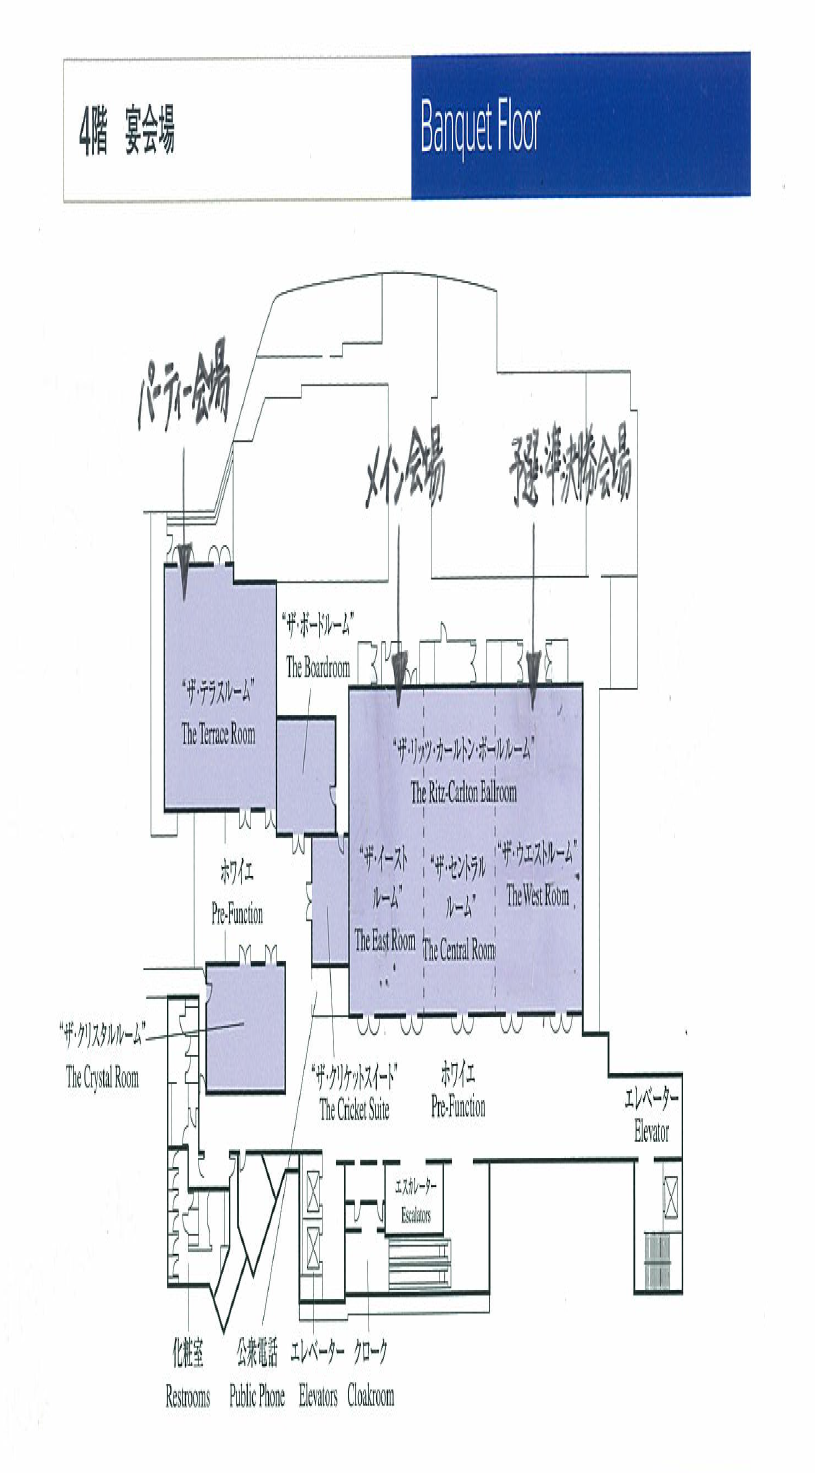 4階 宴会場
Banquet Floor
パーティー会場
メイン会場
予選・準決勝会場
“ザ・ボードルーム”
The Boardroom
“ザ・テラスルーム”
The Terrace Room
“ザ・リッツ・カールトン・ボールルーム”
The Ritz-Carlton Ballroom
“ザ・イースト
ルーム”
The East Room
“ザ・セントラル
ルーム”
The Central Room
“ザ・ウエストルーム”
The West Room
ホワイエ
Pre-Function
“ザ・クリスタルルーム”
The Crystal Room
“ザ・クリケットスイート”
The Cricket Suite
ホワイエ
Pre-Function
エレベーター
Elevator
エスカレーター
Escalators
化粧室
Restrooms
公衆電話
Public Phone
エレベーター
Elevators
クローク
Cloakroom